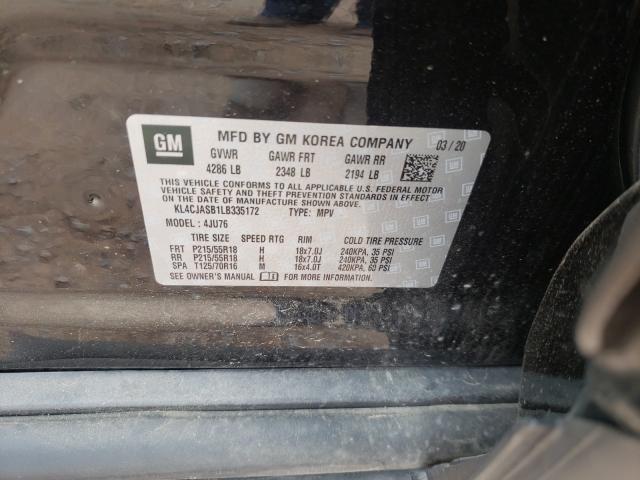 GM
MFD BY GM KOREA COMPANY 03/20
GVWR GAWR FRT GAWR RR
4286 LB 2348 LB 2194 LB
THIS VEHICLE CONFORMS TO ALL APPLICABLE U.S. FEDERAL MOTOR
VEHICLE SAFETY AND THEFT PREVENTION STANDARDS IN EFFECT
ON THE DATE OF MANUFACTURE SHOWN ABOVE.
KL4CJASB1LB335172 TYPE: MPV
MODEL: 4JU76
TIRE SIZE SPEED RTG RIM COLD TIRE PRESSURE
FRT P215/55R18 H 18x7.0J 240KPA, 35 PSI
RR P215/55R18 H 18x7.0J 240KPA, 35 PSI
SPA T125/70R16 M 16x4.0T 420KPA, 60 PSI
SEE OWNER'S MANUAL FOR MORE INFORMATION.